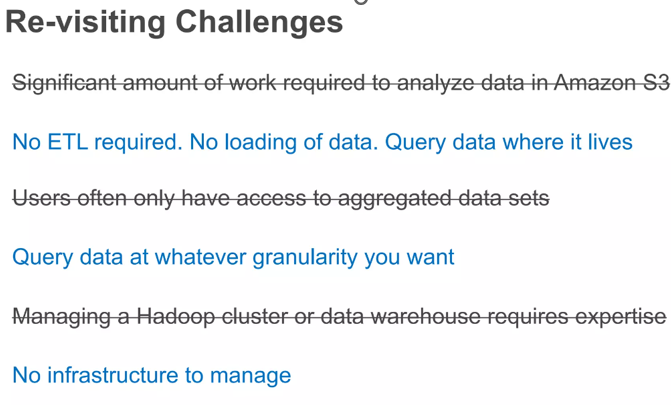 Re-visiting Challenges
Significant amount of work required to analyze data in Amazon S3
No ETL required. No loading of data. Query data where it lives
Users often only have access to aggregated data sets
Query data at whatever granularity you want
Managing a Hadoop cluster or data warehouse requires expertise
No infrastructure to manage